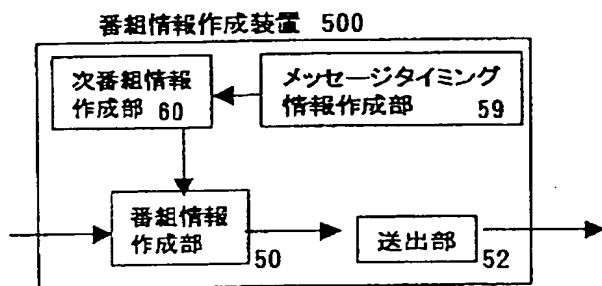 番組情報作成装置 500
次番組情報
作成部 60
メッセージタイミング
情報作成部 59
番組情報
作成部
50
送出部
52